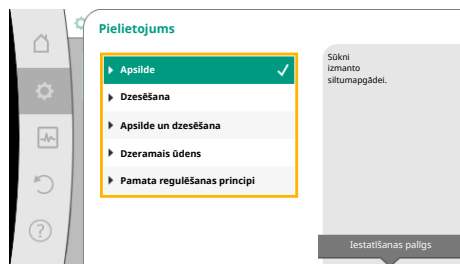 Pielietojums
Apsilde
Dzesēšana
Apsilde un dzesēšana
Dzeramais ūdens
Pamata regulēšanas principi
Sūkni
izmanto
siltumapgādei.
Iestatīšanas palīgs